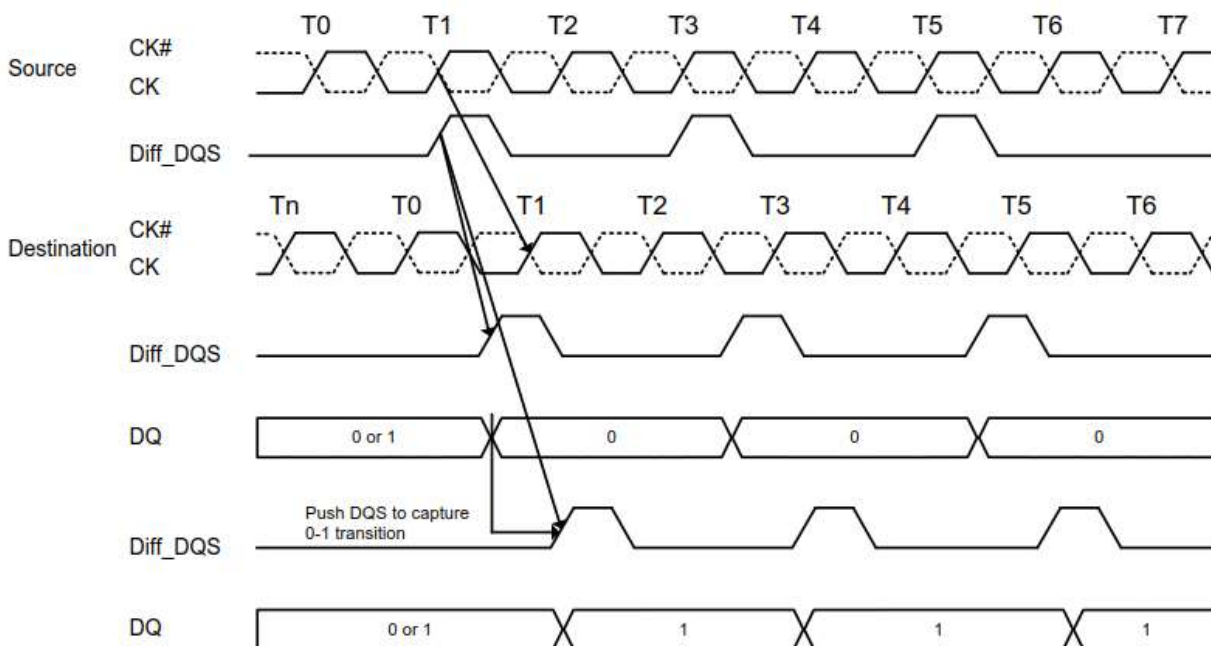 T0 T1 T2 T3 T4 T5 T6 T7
CK#
Source
CK
Diff_DQS
Tn T0 T1 T2 T3 T4 T5 T6
CK#
Destination
CK
Diff_DQS
DQ 0 or 1 0 0 0
Push DQS to capture
0-1 transition
Diff_DQS
DQ 0 or 1 1 1 1